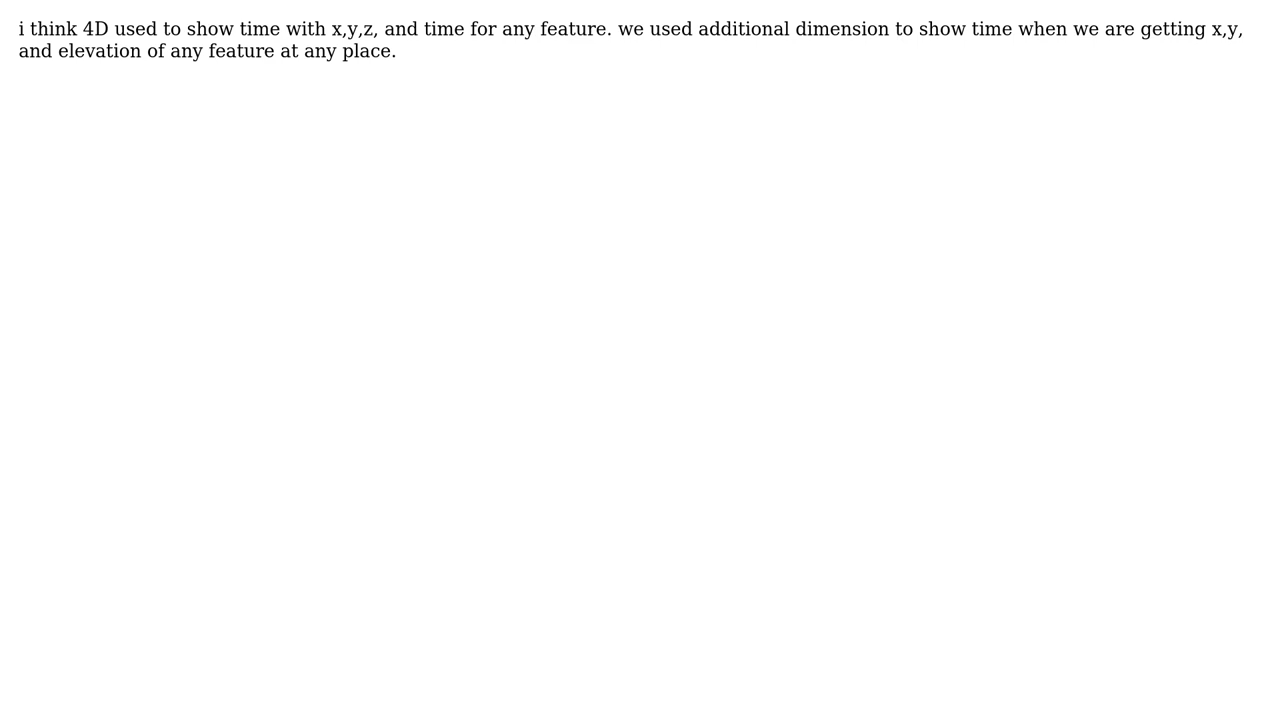 i think 4D used to show time with x,y,z, and time for any feature. we used additional dimension to show time when we are getting x,y,
and elevation of any feature at any place.